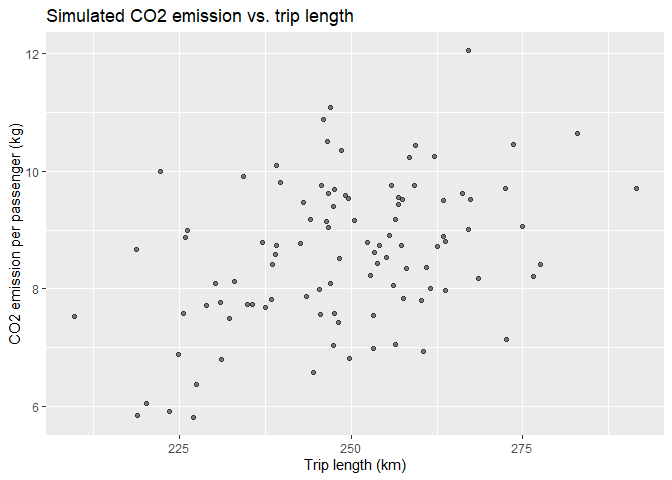 Simulated CO2 emission vs. trip length
CO2 emission per passenger (kg)
12
10
8
6
225
250
275
Trip length (km)